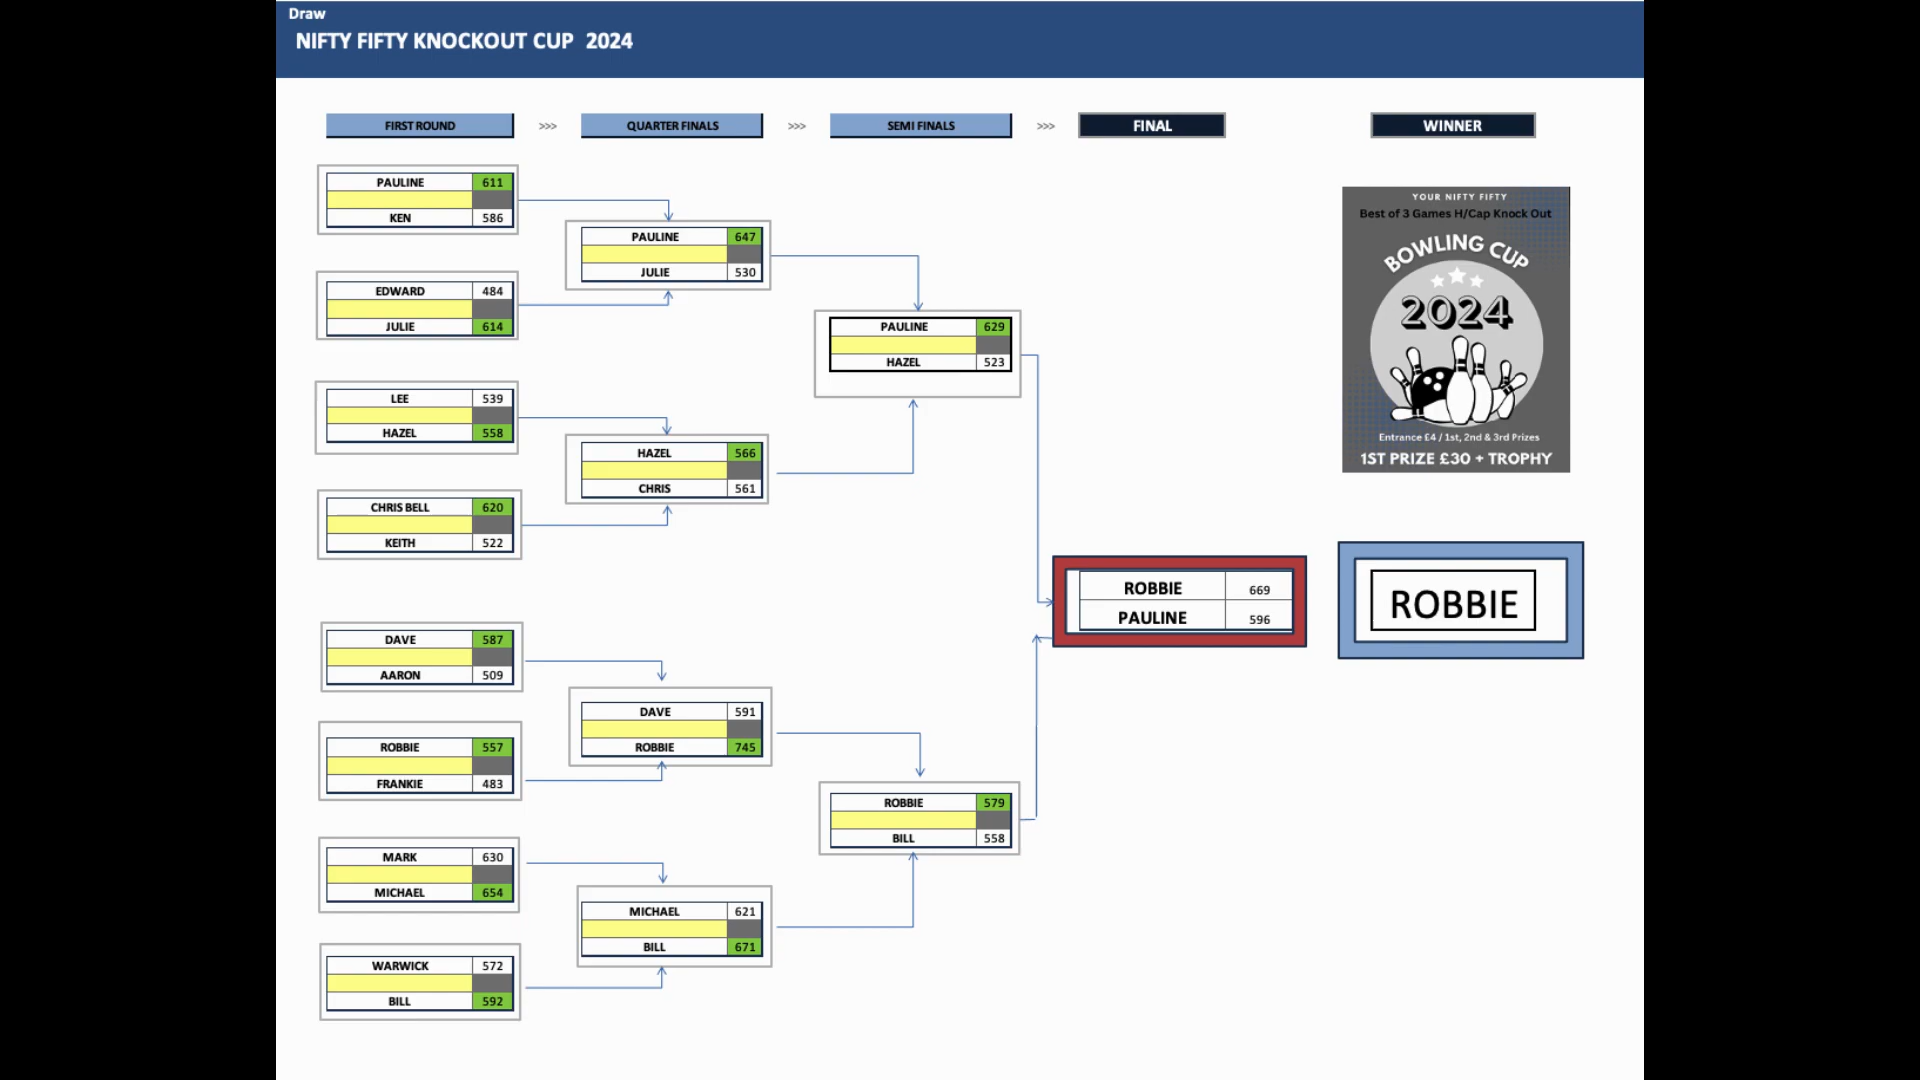 Draw
NIFTY FIFTY KNOCKOUT CUP 2024
FIRST ROUND >>> QUARTER FINALS >>> SEMI FINALS >>> FINAL WINNER
PAULINE 611
KEN 586
EDWARD 484
JULIE 614
LEE 539
HAZEL 558
CHRIS BELL 620
KEITH 522
DAVE 587
AARON 509
ROBBIE 557
FRANKIE 483
MARK 630
MICHAEL 654
WARWICK 572
BILL 592
PAULINE 647
JULIE 530
HAZEL 566
CHRIS 561
DAVE 591
ROBBIE 745
MICHAEL 621
BILL 671
PAULINE 629
HAZEL 523
ROBBIE 579
BILL 558
ROBBIE 669
PAULINE 596
YOUR NIFTY FIFTY
Best of 3 Games H/Cap Knock Out
BOWLING CUP
2024
Entrance £4 / 1st, 2nd & 3rd Prizes
1ST PRIZE £30 + TROPHY
ROBBIE